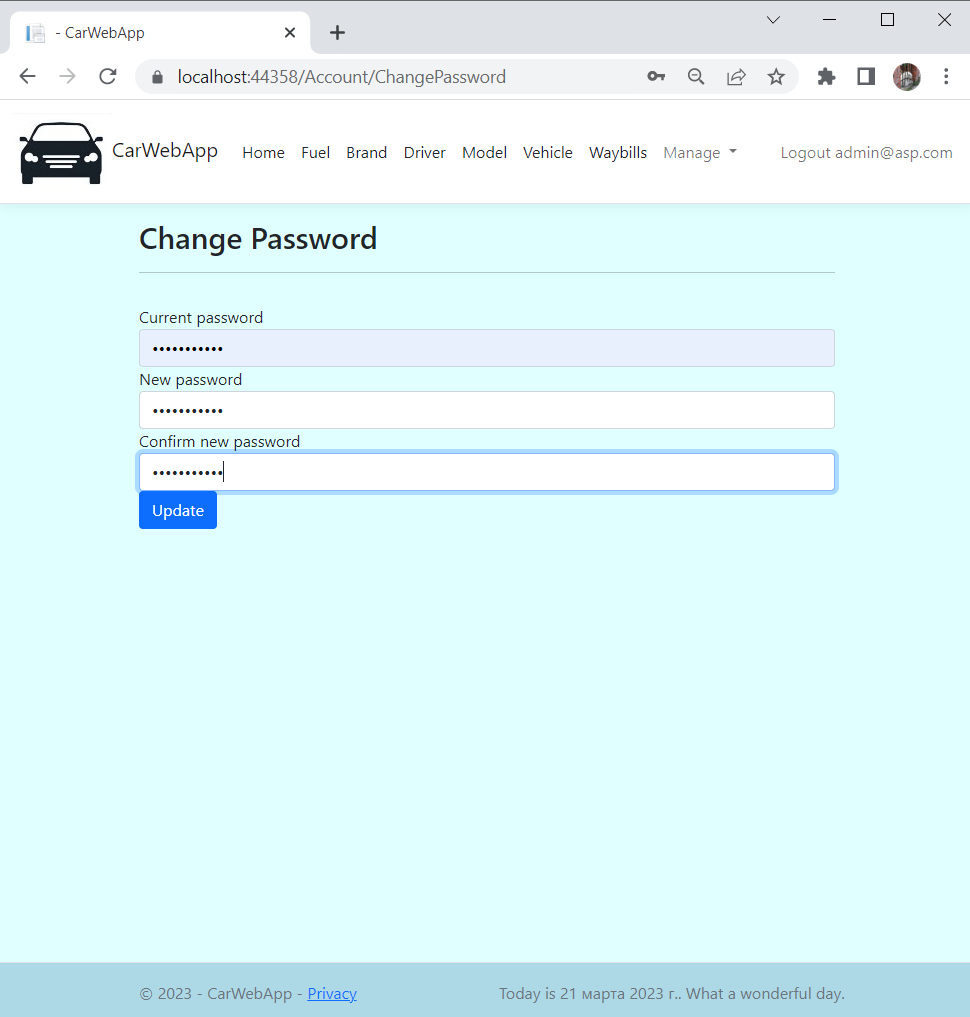 - CarWebApp
localhost:44358/Account/ChangePassword
CarWebApp Home Fuel Brand Driver Model Vehicle Waybills Manage Logout admin@asp.com
Change Password
Current password
•••••••••••
New password
•••••••••••
Confirm new password
•••••••••••
Update
© 2023 - CarWebApp - Privacy Today is 21 марта 2023 г.. What a wonderful day.